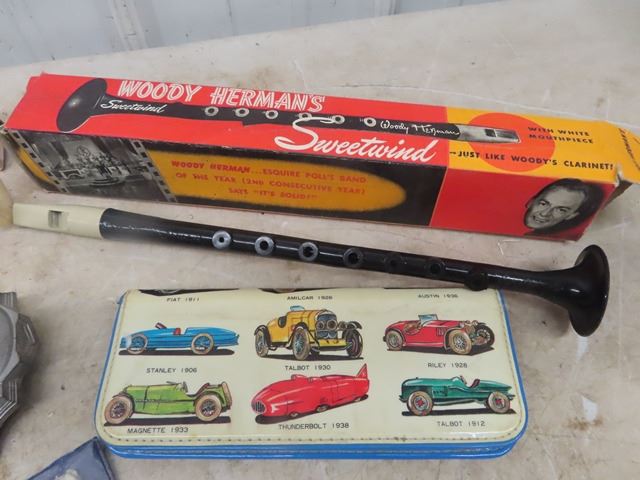 WOODY HERMAN'S
Sweetwind
Woody Herman
Sweetwind
WITH WHITE MOUTHPIECE
~JUST LIKE WOODY'S CLARINET!
WOODY HERMAN...ESQUIRE POLL'S BAND
OF THE YEAR (2ND CONSECUTIVE YEAR)
SAYS "IT'S SOLID!"
FIAT 1911
AMILCAR 1926
AUSTIN 1936
STANLEY 1906
TALBOT 1930
RILEY 1928
MAGNETTE 1933
THUNDERBOLT 1938
TALBOT 1912